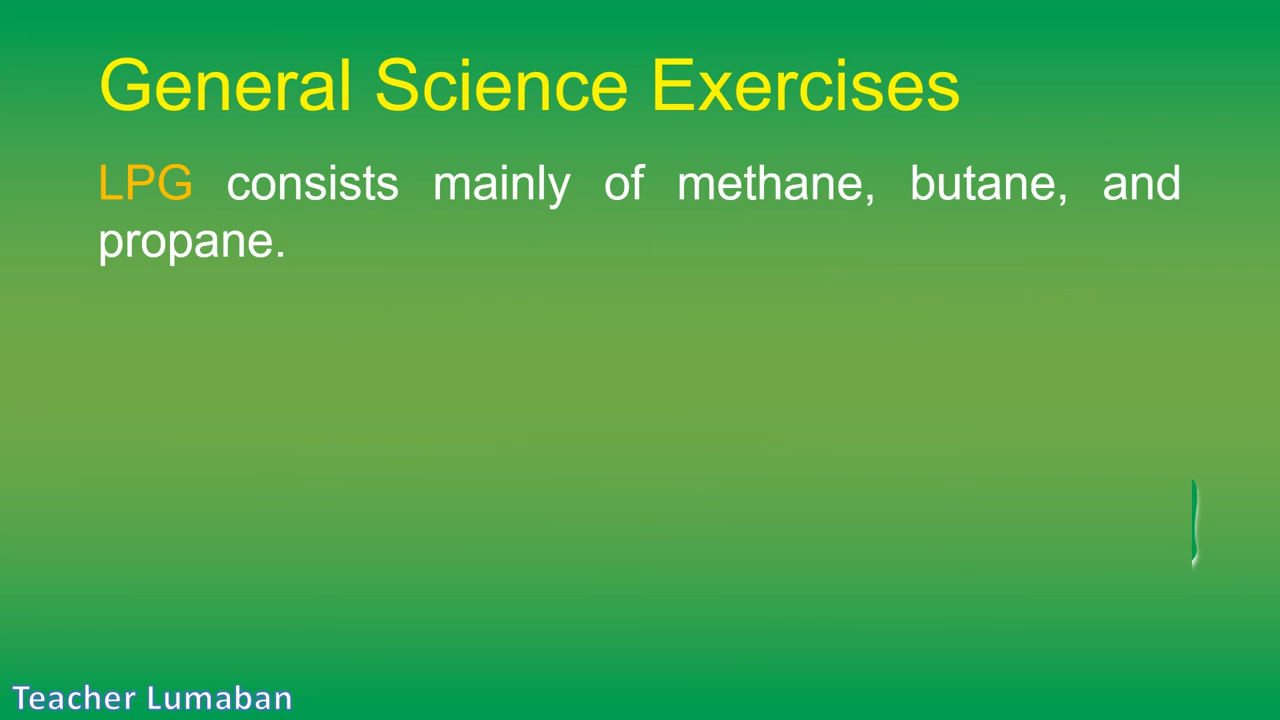 General Science Exercises
LPG consists mainly of methane, butane, and
propane.
Teacher Lumaban